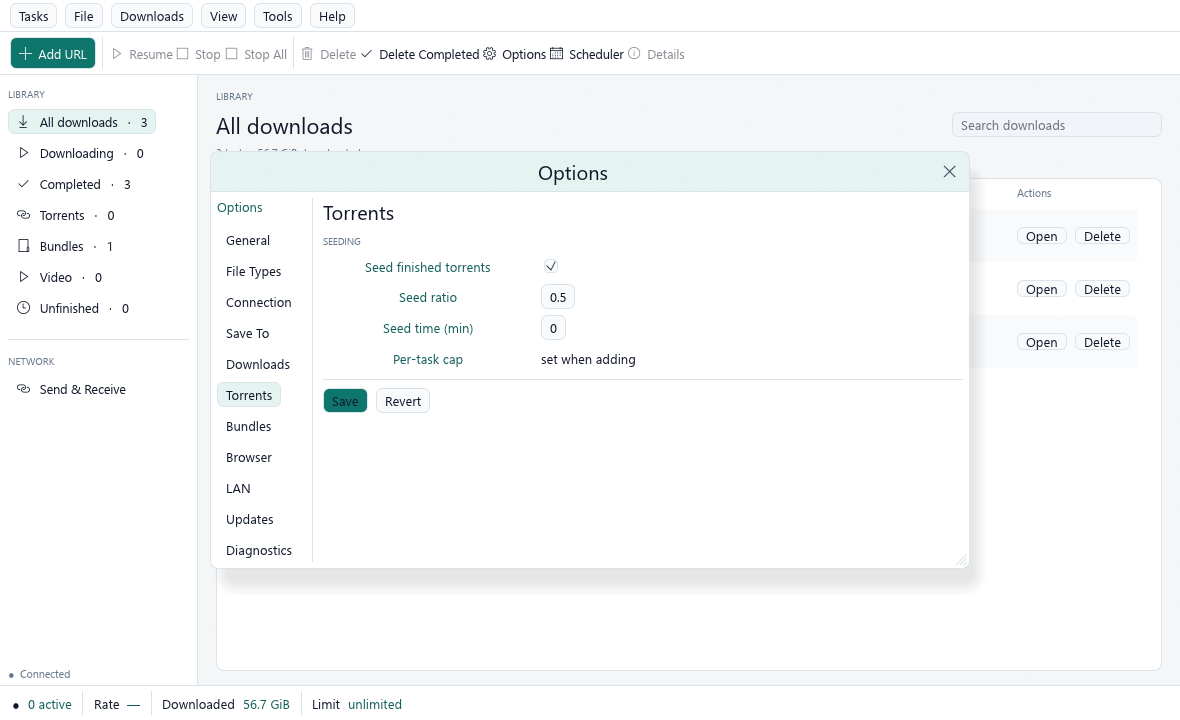 Tasks File Downloads View Tools Help
Add URL Resume Stop Stop All Delete Delete Completed Options Scheduler Details
LIBRARY
All downloads · 3
Downloading · 0
Completed · 3
Torrents · 0
Bundles · 1
Video · 0
Unfinished · 0
NETWORK
Send & Receive
Connected
LIBRARY
All downloads
Search downloads
Actions
Open Delete
Open Delete
Open Delete
Options
Options
General
File Types
Connection
Save To
Downloads
Torrents
Bundles
Browser
LAN
Updates
Diagnostics
Torrents
SEEDING
Seed finished torrents
Seed ratio 0.5
Seed time (min) 0
Per-task cap set when adding
Save Revert
0 active Rate — Downloaded 56.7 GiB Limit unlimited